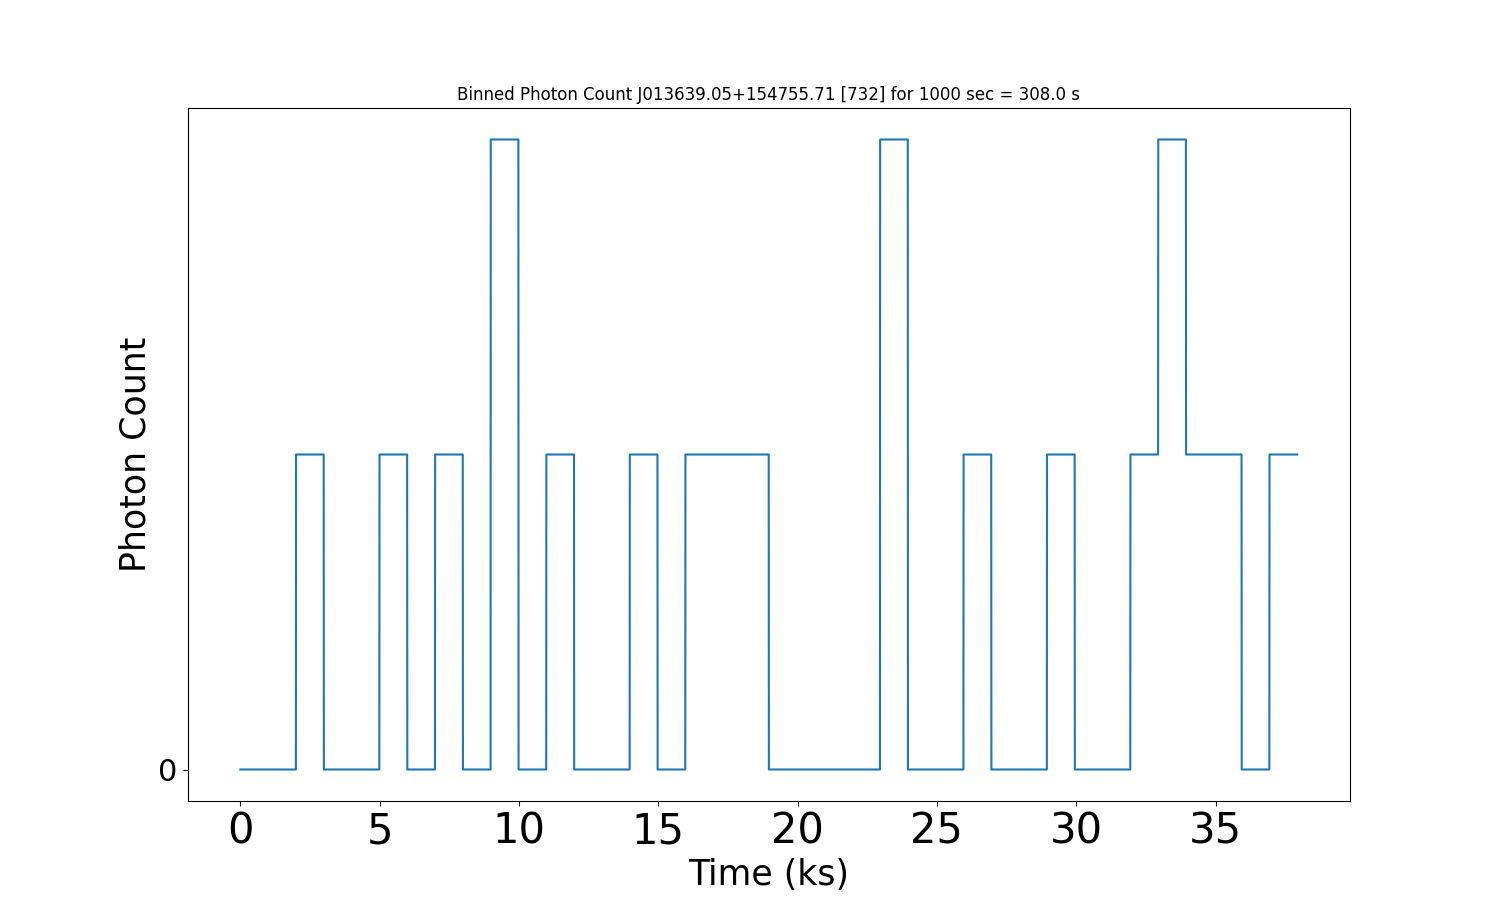 Binned Photon Count J013639.05+154755.71 [732] for 1000 sec = 308.0 s
Photon Count
0
0 5 10 15 20 25 30 35
Time (ks)